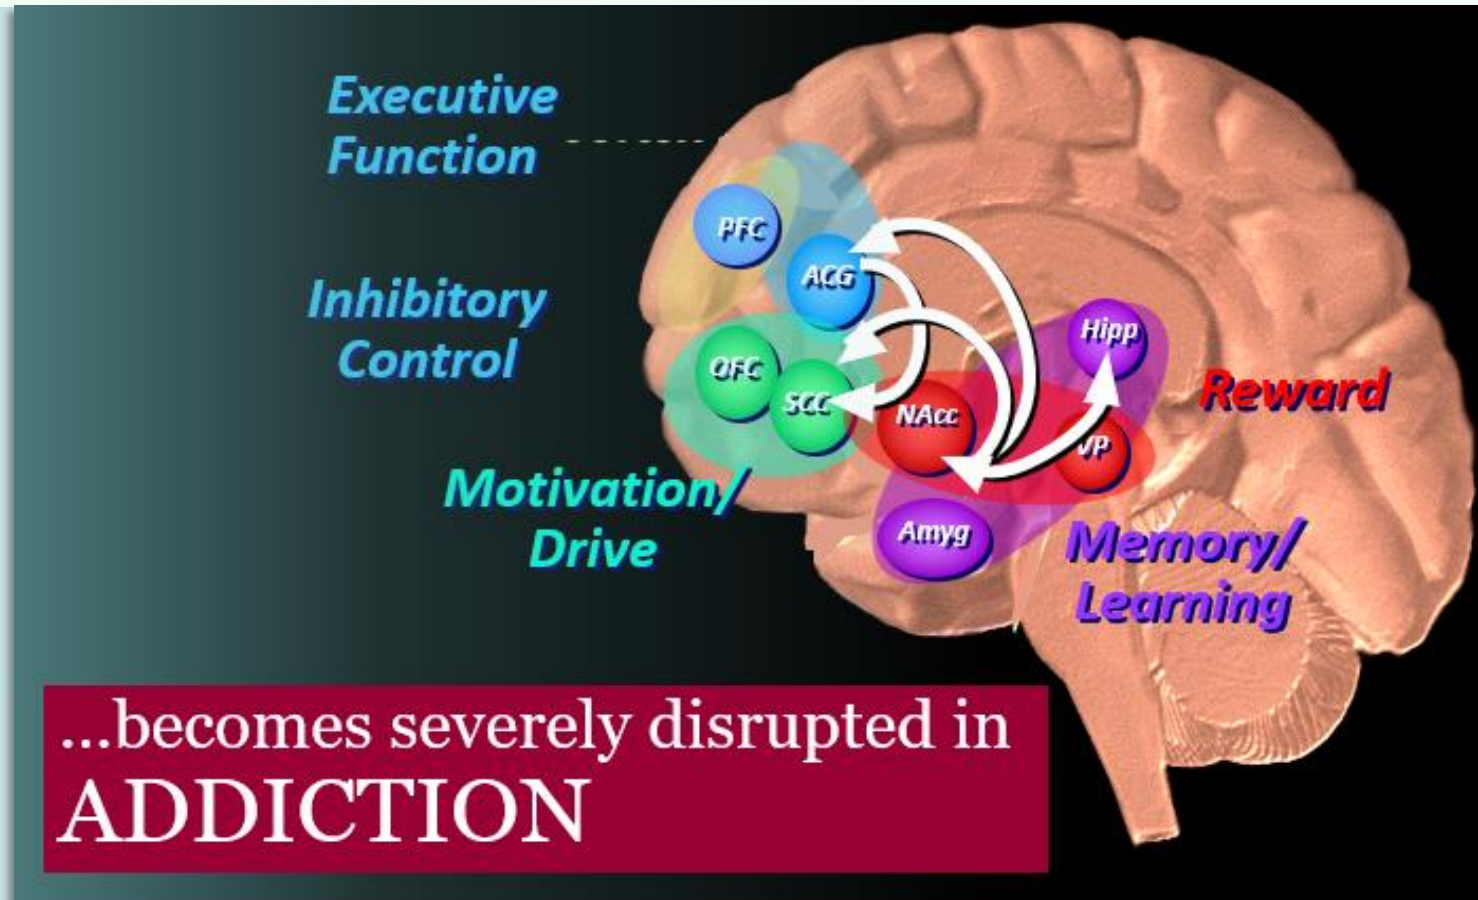 Executive
Function
PFC
ACG
Inhibitory
Control
Hipp
OFC
SCC
NAcc
Reward
VP
Motivation/
Drive
Amyg
Memory/
Learning
...becomes severely disrupted in
ADDICTION